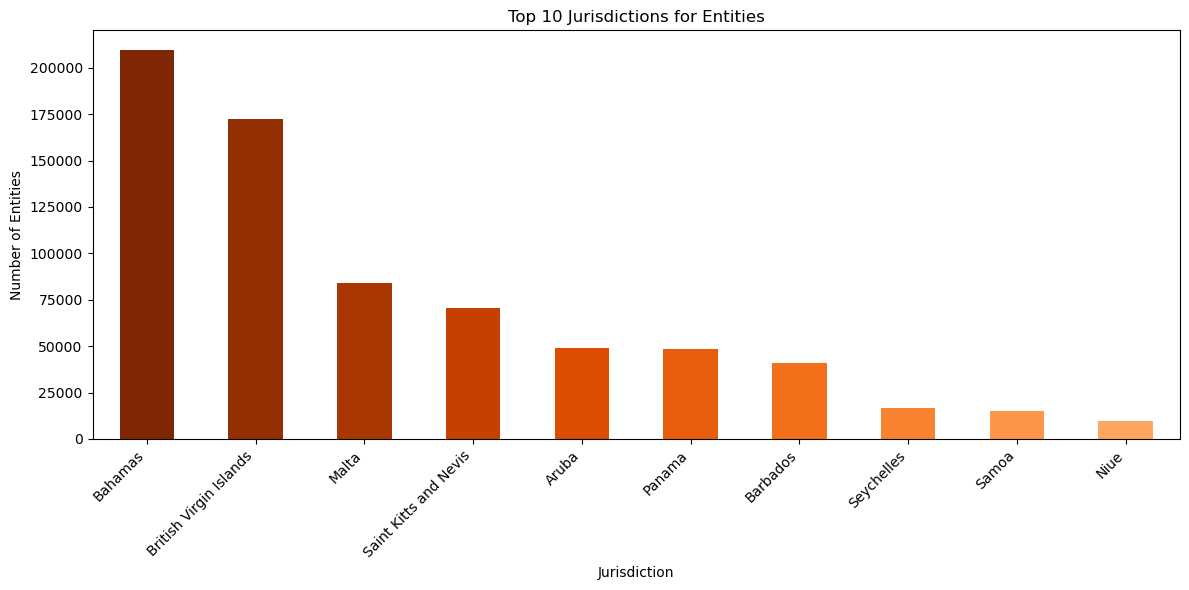 Top 10 Jurisdictions for Entities
Number of Entities
200000
175000
150000
125000
100000
75000
50000
25000
0
Bahamas
British Virgin Islands
Malta
Saint Kitts and Nevis
Aruba
Panama
Barbados
Seychelles
Samoa
Niue
Jurisdiction